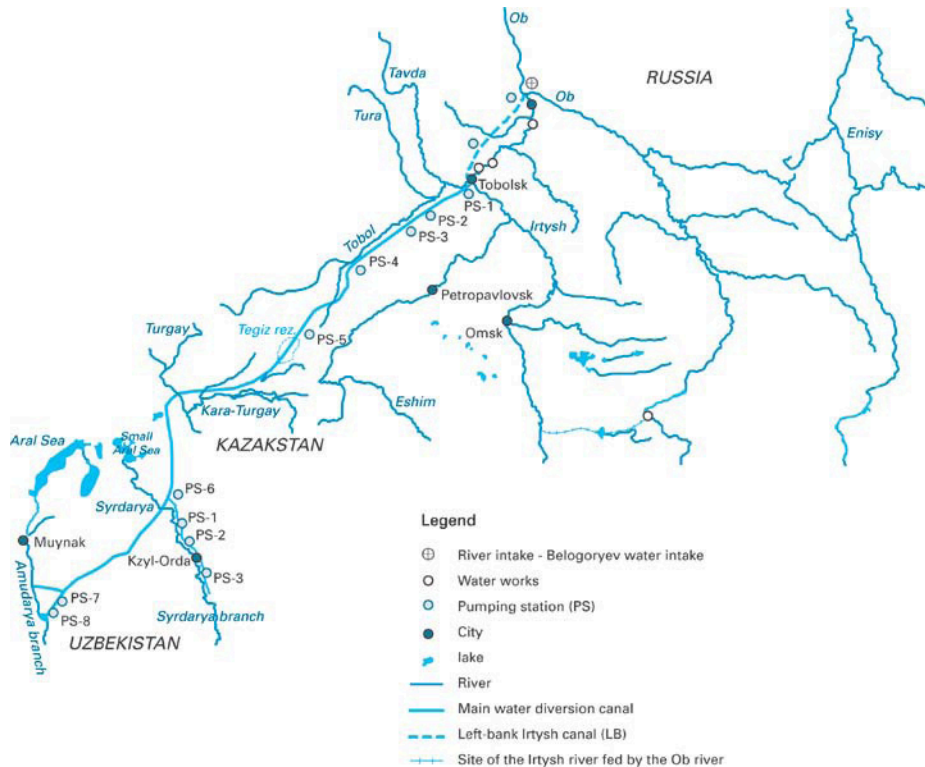 Ob
RUSSIA
Tavda
Ob
Tura
Enisy
Tobolsk
PS-1
PS-2
Irtysh
PS-3
Tobol
PS-4
Petropavlovsk
Turgay
Tegiz rez.
PS-5
Omsk
Kara-Turgay
Eshim
KAZAKSTAN
Aral Sea
Small
Aral Sea
PS-6
Syrdarya
PS-1
PS-2
Muynak
Kzyl-Orda
PS-3
Amudarya branch
PS-7
PS-8
Syrdarya branch
UZBEKISTAN
Legend
River intake - Belogoryev water intake
Water works
Pumping station (PS)
City
lake
River
Main water diversion canal
Left-bank Irtysh canal (LB)
Site of the Irtysh river fed by the Ob river